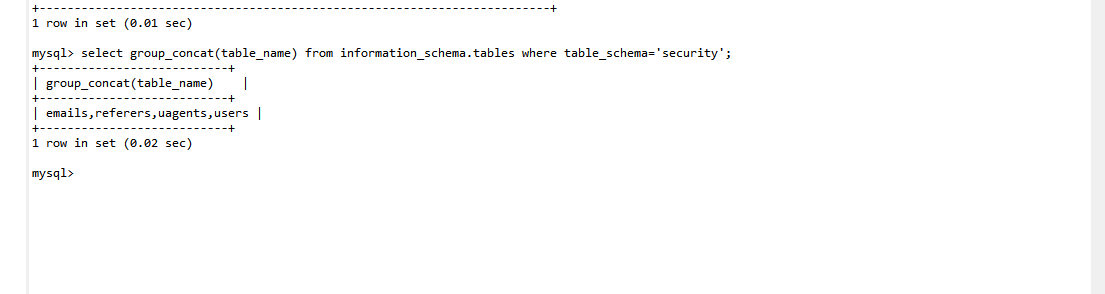 +--------------------------------------------------------------------------+
1 row in set (0.01 sec)
mysql> select group_concat(table_name) from information_schema.tables where table_schema='security';
+---------------------------+
| group_concat(table_name)    |
+---------------------------+
| emails,referers,uagents,users |
+---------------------------+
1 row in set (0.02 sec)
mysql>